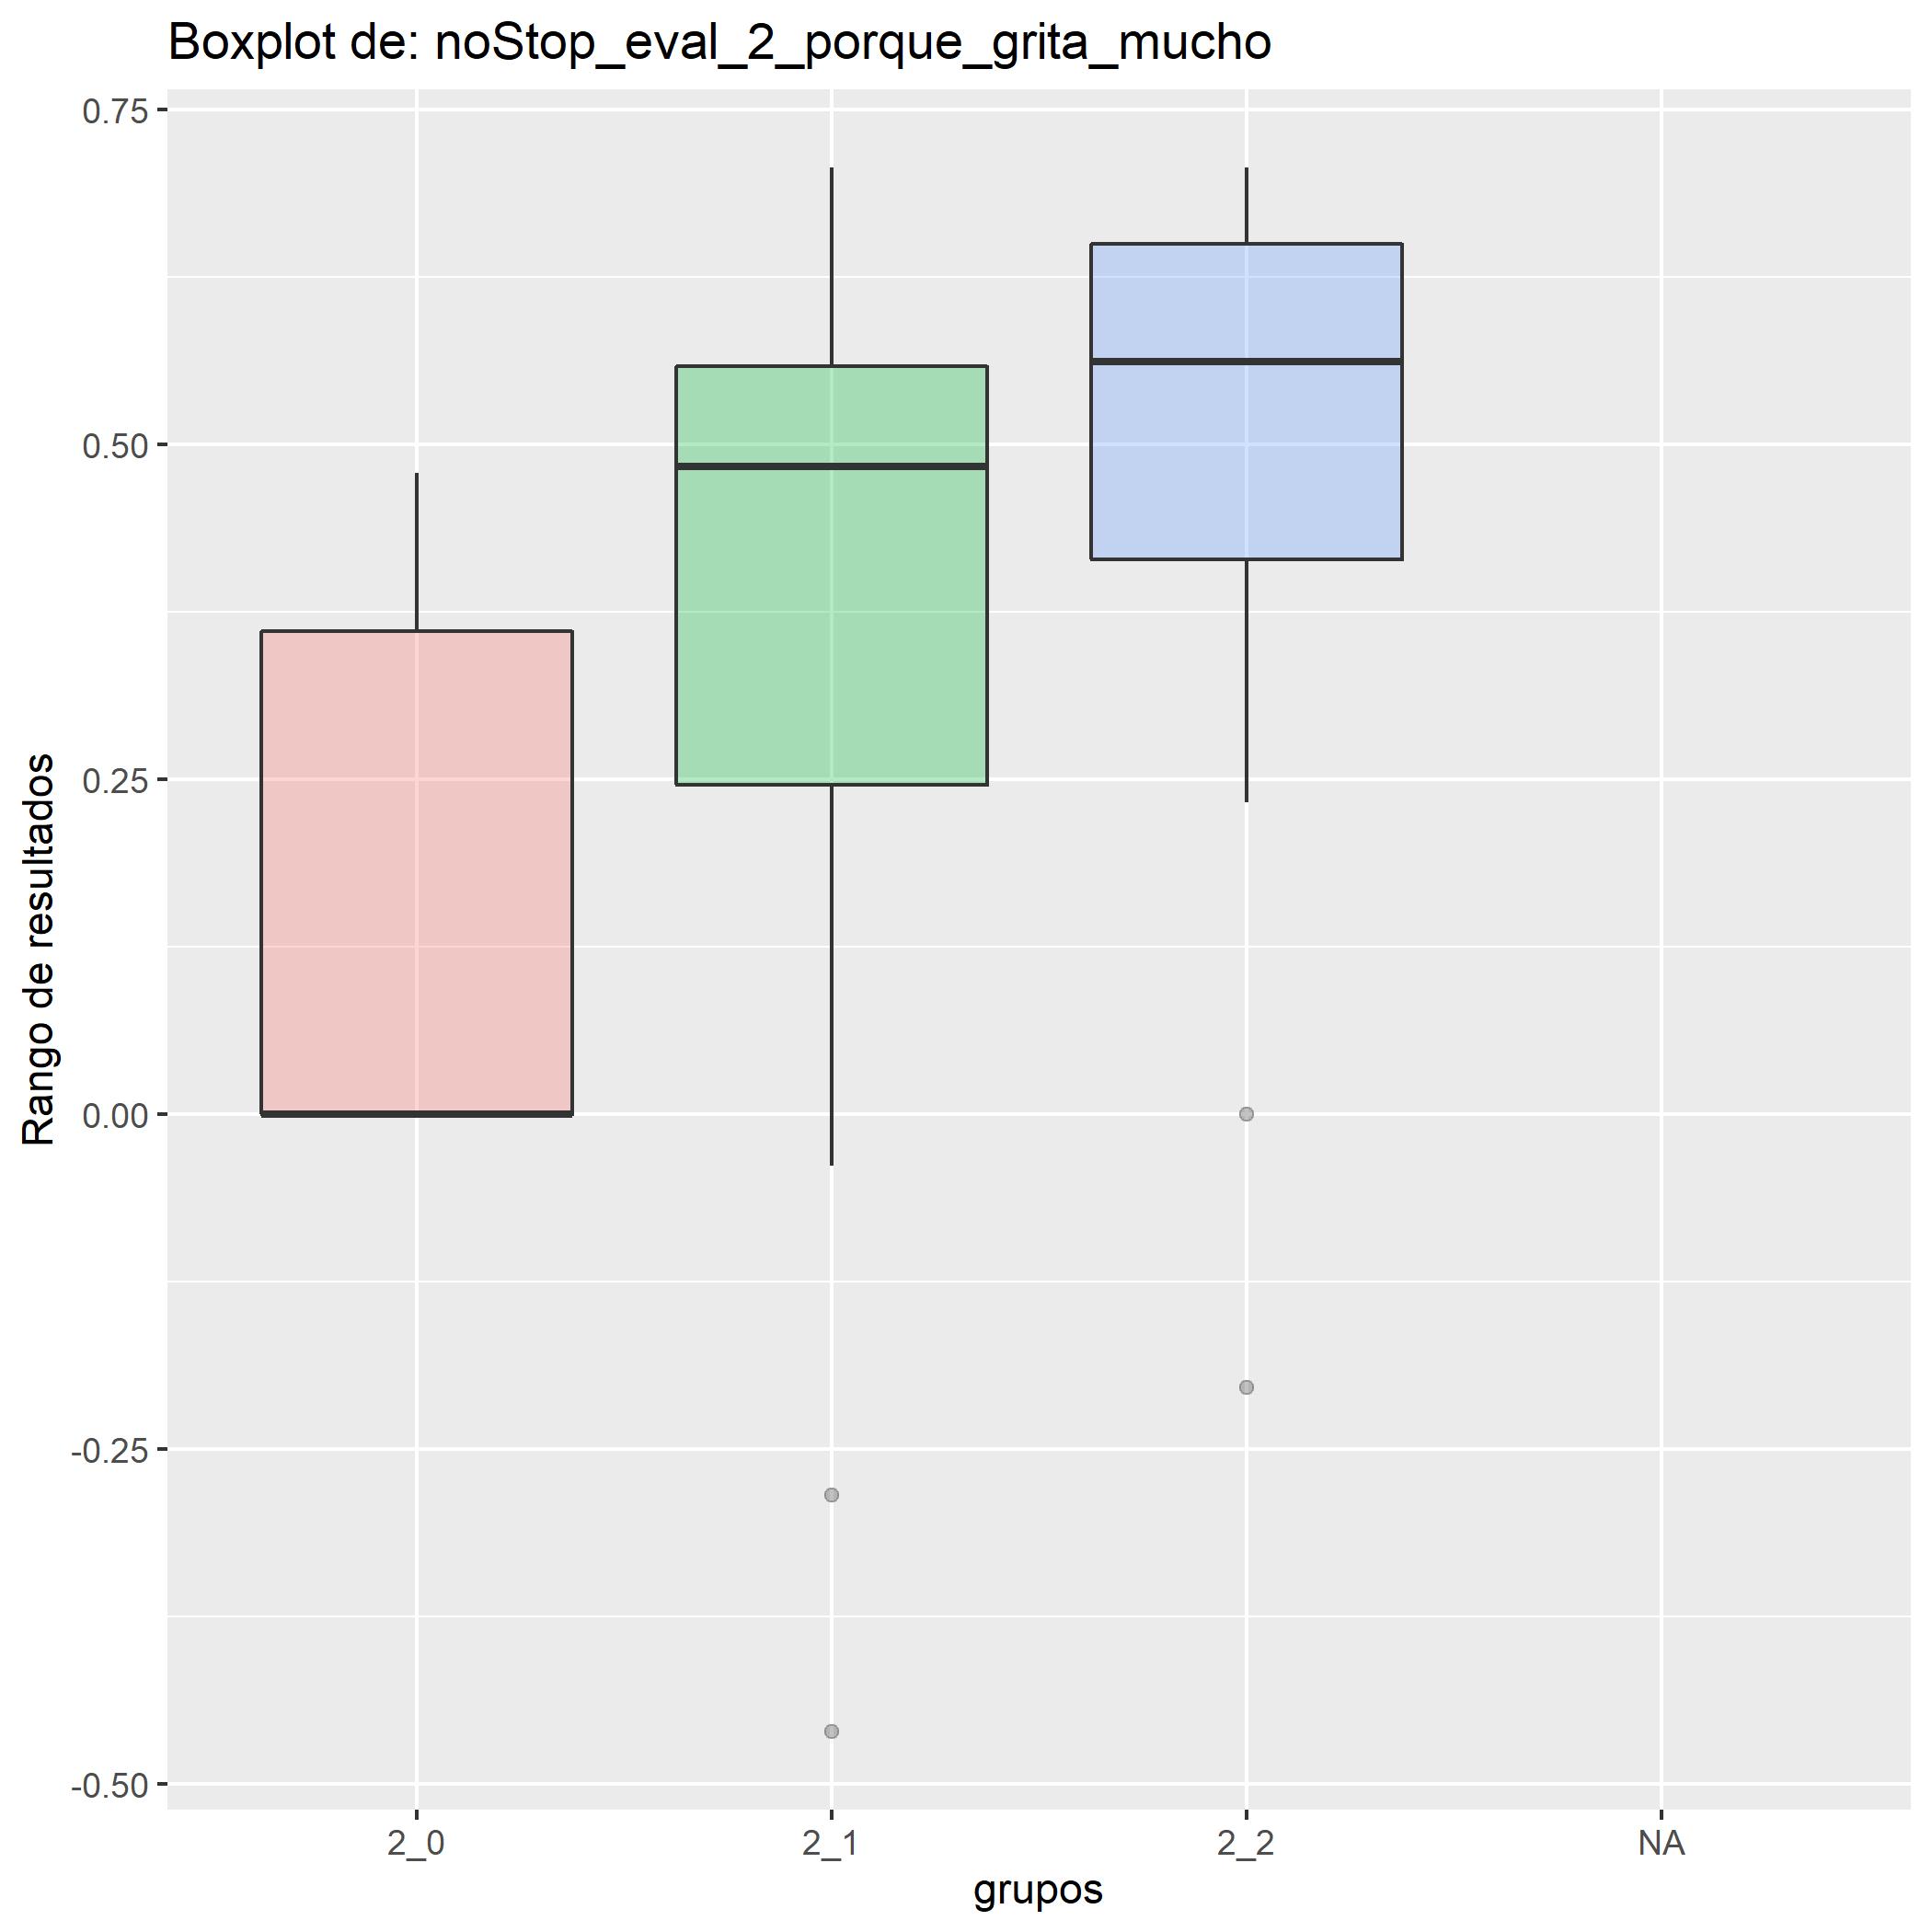 Boxplot de: noStop_eval_2_porque_grita_mucho
0.75
0.50
0.25
0.00
-0.25
-0.50
Rango de resultados
2_0
2_1
2_2
NA
grupos